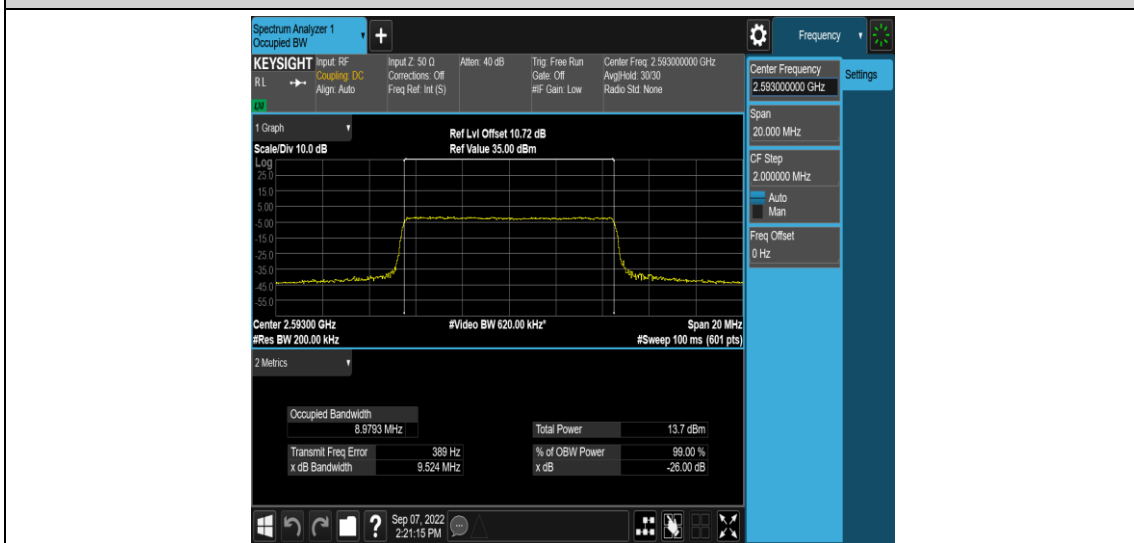 Spectrum Analyzer 1
Occupied BW
Frequency
KEYSIGHT
RL
LNI
Input: RF
Coupling: DC
Align: Auto
Input Z: 50 Ω
Corrections: Off
Freq Ref: Int (S)
Atten: 40 dB
Trig: Free Run
Gate: Off
#IF Gain: Low
Center Freq: 2.593000000 GHz
Avg|Hold: 30/30
Radio Std: None
Center Frequency
2.593000000 GHz
Settings
Span
20.000 MHz
CF Step
2.000000 MHz
Auto
Man
Freq Offset
0 Hz
1 Graph
Scale/Div 10.0 dB
Ref Lvl Offset 10.72 dB
Ref Value 35.00 dBm
Log
25.0
15.0
5.00
-5.00
-15.0
-25.0
-35.0
-45.0
-55.0
Center 2.59300 GHz
#Video BW 620.00 kHz*
Span 20 MHz
#Res BW 200.00 kHz
#Sweep 100 ms (601 pts)
2 Metrics
Occupied Bandwidth
8.9793 MHz
Total Power 13.7 dBm
Transmit Freq Error 389 Hz
% of OBW Power 99.00 %
x dB Bandwidth 9.524 MHz
x dB -26.00 dB
?
Sep 07, 2022
2:21:15 PM